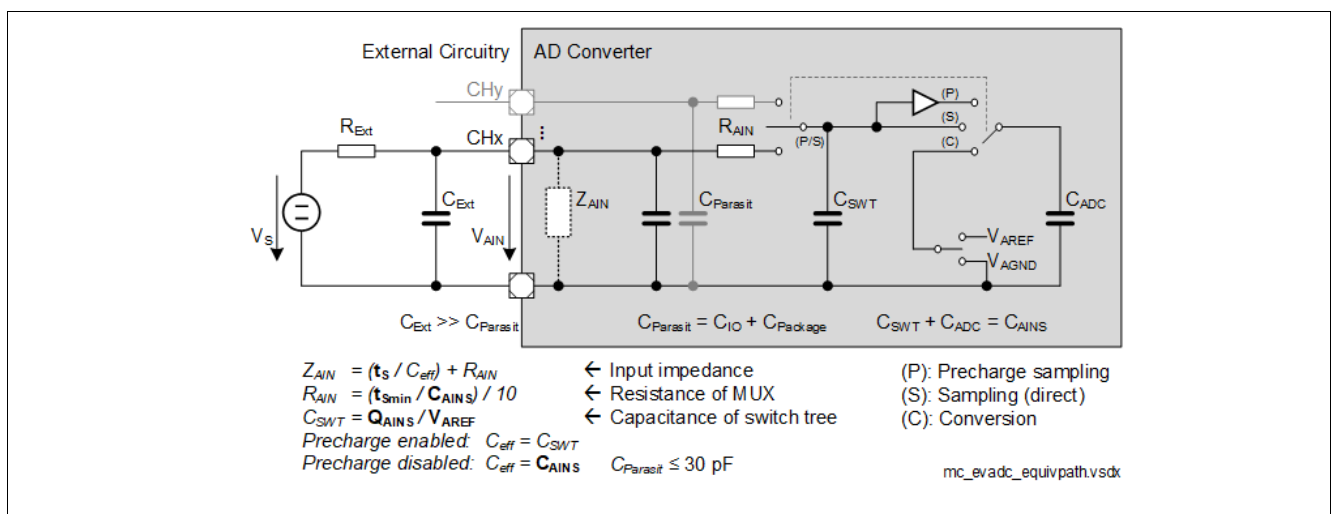 External Circuitry AD Converter
CHy
(P)
RExt RAIN (S)
CHx ⋮ (P/S) (C)
CExt ZAIN CParasit CSWT CADC
VS VAIN VAREF
VAGND
CExt >> CParasit CParasit = CIO + CPackage CSWT + CADC = CAINS
ZAIN = (tS / Ceff) + RAIN ← Input impedance (P): Precharge sampling
RAIN = (tSmin / CAINS) / 10 ← Resistance of MUX (S): Sampling (direct)
CSWT = QAINS / VAREF ← Capacitance of switch tree (C): Conversion
Precharge enabled: Ceff = CSWT
Precharge disabled: Ceff = CAINS CParasit ≤ 30 pF
mc_evadc_equivpath.vsdx